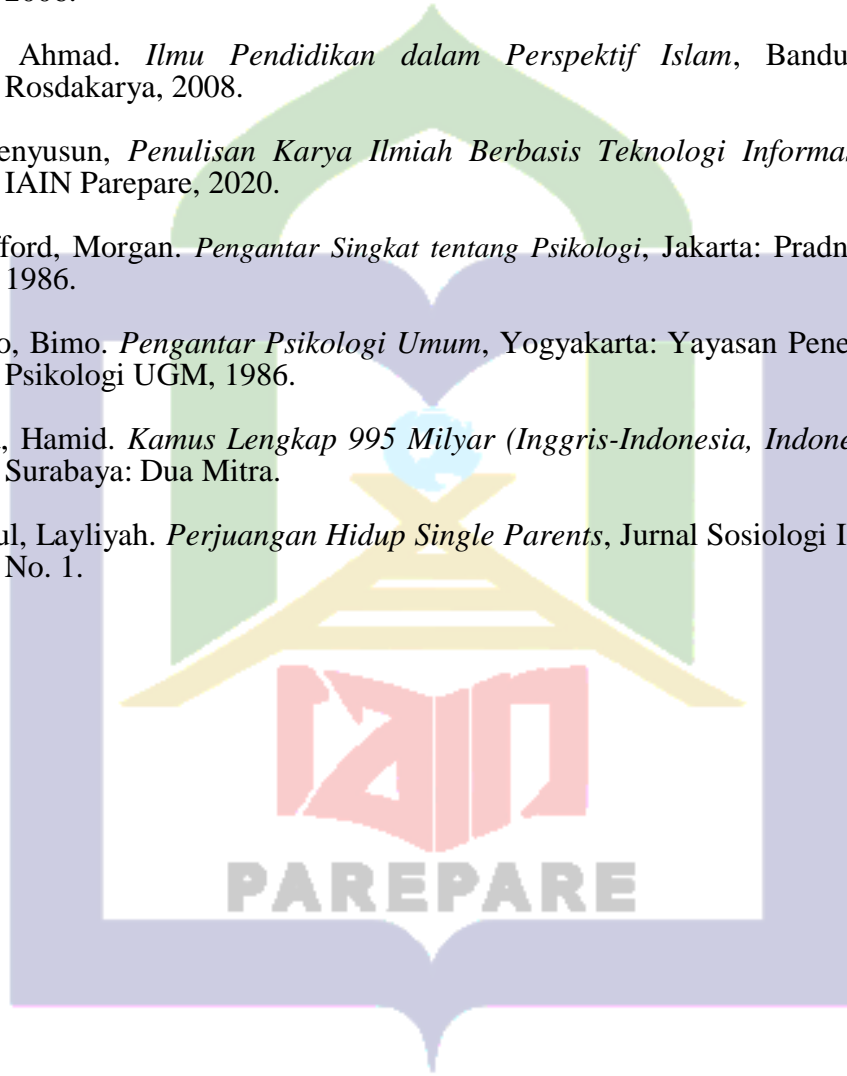 Ahmad. Ilmu Pendidikan dalam Perspektif Islam, Bandu
Rosdakarya, 2008.
enyusun, Penulisan Karya Ilmiah Berbasis Teknologi Informa
IAIN Parepare, 2020.
fford, Morgan. Pengantar Singkat tentang Psikologi, Jakarta: Pradn
1986.
o, Bimo. Pengantar Psikologi Umum, Yogyakarta: Yayasan Pene
Psikologi UGM, 1986.
, Hamid. Kamus Lengkap 995 Milyar (Inggris-Indonesia, Indone
Surabaya: Dua Mitra.
ul, Layliyah. Perjuangan Hidup Single Parents, Jurnal Sosiologi I
No. 1.
iain
PAREPARE